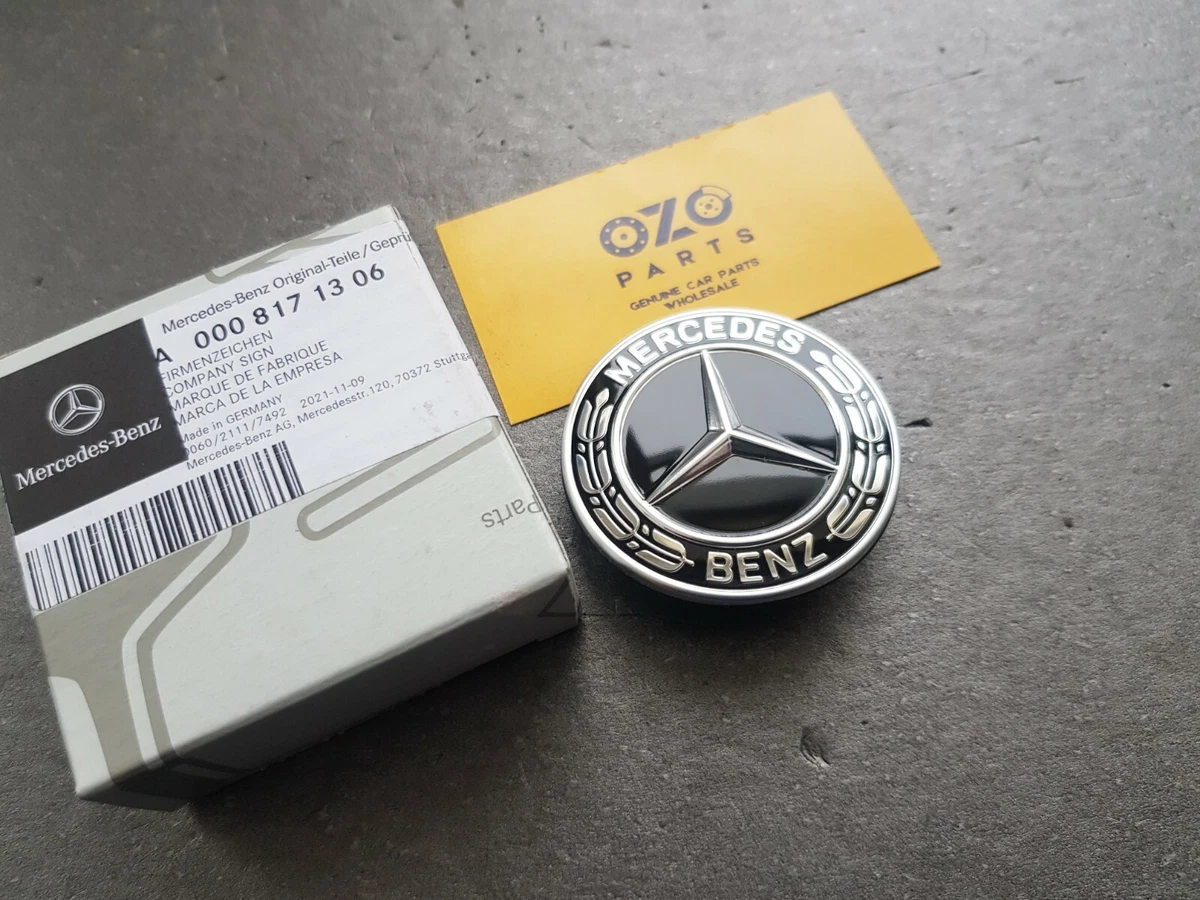 Mercedes-Benz Original-Teile / Geprü
A 000 817 13 06
FIRMENZEICHEN
COMPANY SIGN
MARQUE DE FABRIQUE
MARCA DE LA EMPRESA
Made in GERMANY 2021-11-09
0060/2111/7492
Mercedes-Benz AG, Mercedesstr.120, 70372 Stuttga
Mercedes-Benz
Parts
OZO
PARTS
GENUINE CAR PARTS
WHOLESALE
MERCEDES
BENZ